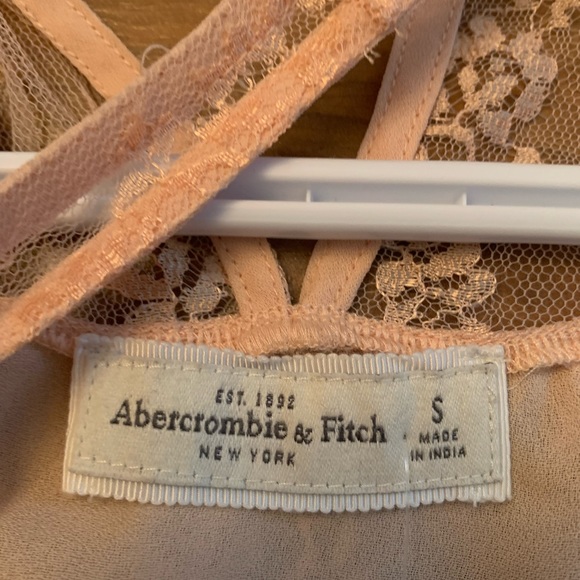 EST. 1892
Abercrombie & Fitch
NEW YORK
S
MADE
IN INDIA